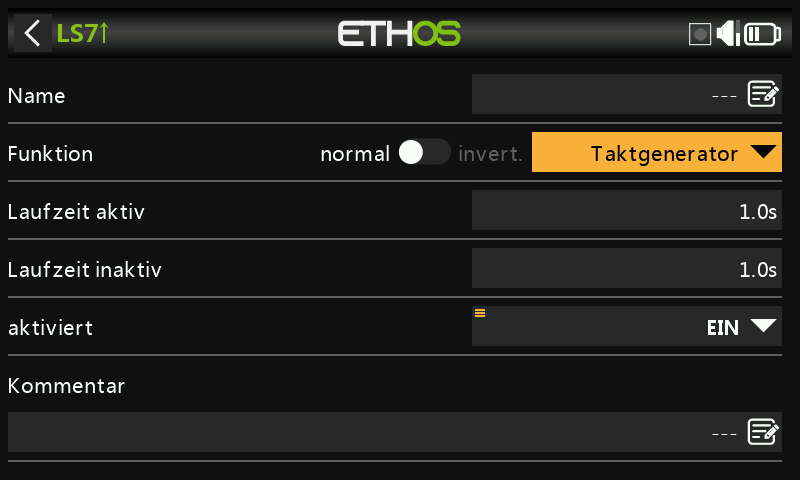 LS7↑
ETHOS
Name ---
Funktion normal invert. Taktgenerator
Laufzeit aktiv 1.0s
Laufzeit inaktiv 1.0s
aktiviert EIN
Kommentar
---